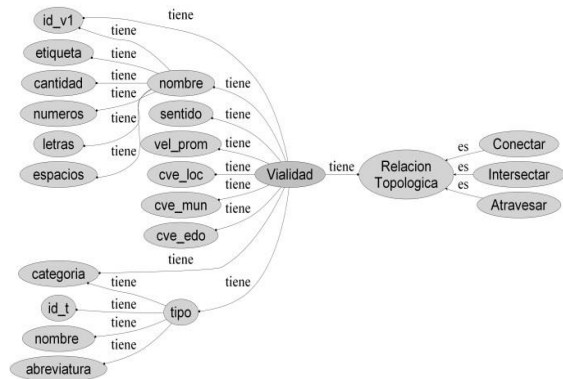 id_v1
tiene
tiene
etiqueta
tiene
cantidad
tiene
nombre
tiene
numeros
tiene
sentido
tiene
letras
tiene
vel_prom
tiene
espacios
cve_loc
tiene
Vialidad
tiene
Relacion
Topologica
es
Conectar
es
Intersectar
es
Atravesar
cve_mun
tiene
cve_edo
tiene
tiene
categoria
tiene
tiene
id_t
tiene
tipo
nombre
tiene
abreviatura
tiene